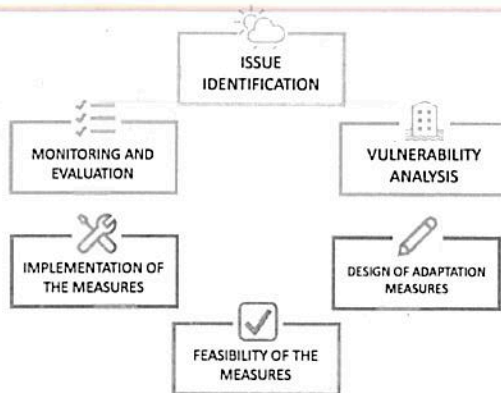 ISSUE
IDENTIFICATION
VULNERABILITY
ANALYSIS
DESIGN OF ADAPTATION
MEASURES
FEASIBILITY OF THE
MEASURES
IMPLEMENTATION OF
THE MEASURES
MONITORING AND
EVALUATION